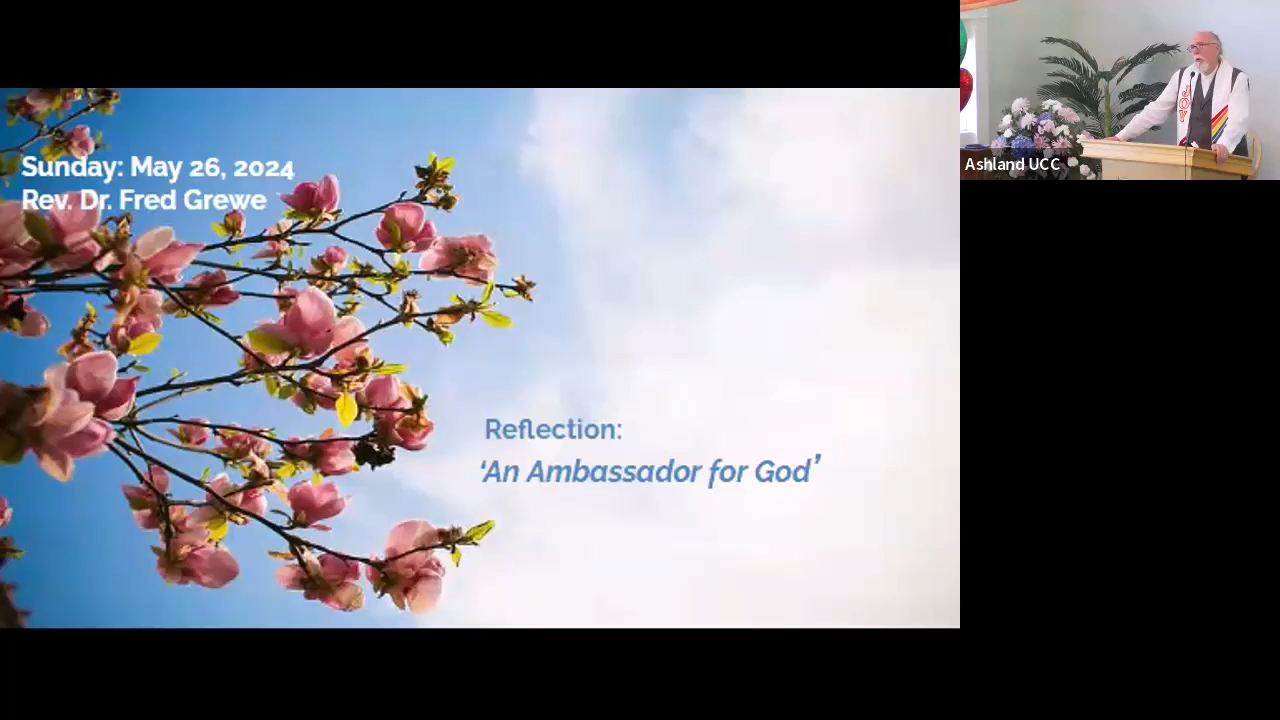 Sunday: May 26, 2024
Rev. Dr. Fred Grewe
Reflection:
‘An Ambassador for God’
Ashland UCC
JOY